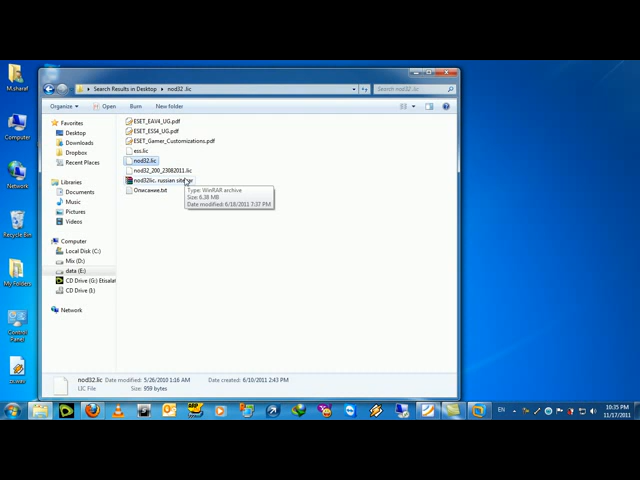 M.sharaf
Computer
Network
Recycle Bin
My Folders
Control Panel
Search Results in Desktop
nod32 .lic
Search nod32 .lic
Organize
Open
Burn
New folder
Favorites
Desktop
Downloads
Dropbox
Recent Places
Libraries
Documents
Music
Pictures
Videos
Computer
Local Disk (C:)
Mix (D:)
data (E:)
CD Drive (G:) Etisalat
CD Drive (I:)
Network
ESET_EAV4_UG.pdf
ESET_ESS4_UG.pdf
ESET_Gamer_Customizations.pdf
ess.lic
nod32.lic
nod32_200_23082011.lic
nod32lic, russian site
Описание.txt
Type: WinRAR archive
Size: 6.38 MB
Date modified: 6/18/2011 7:37 PM
nod32.lic Date modified: 5/26/2010 1:16 AM Date created: 6/10/2011 2:43 PM
LIC File Size: 959 bytes
EN
10:35 PM
11/17/2011